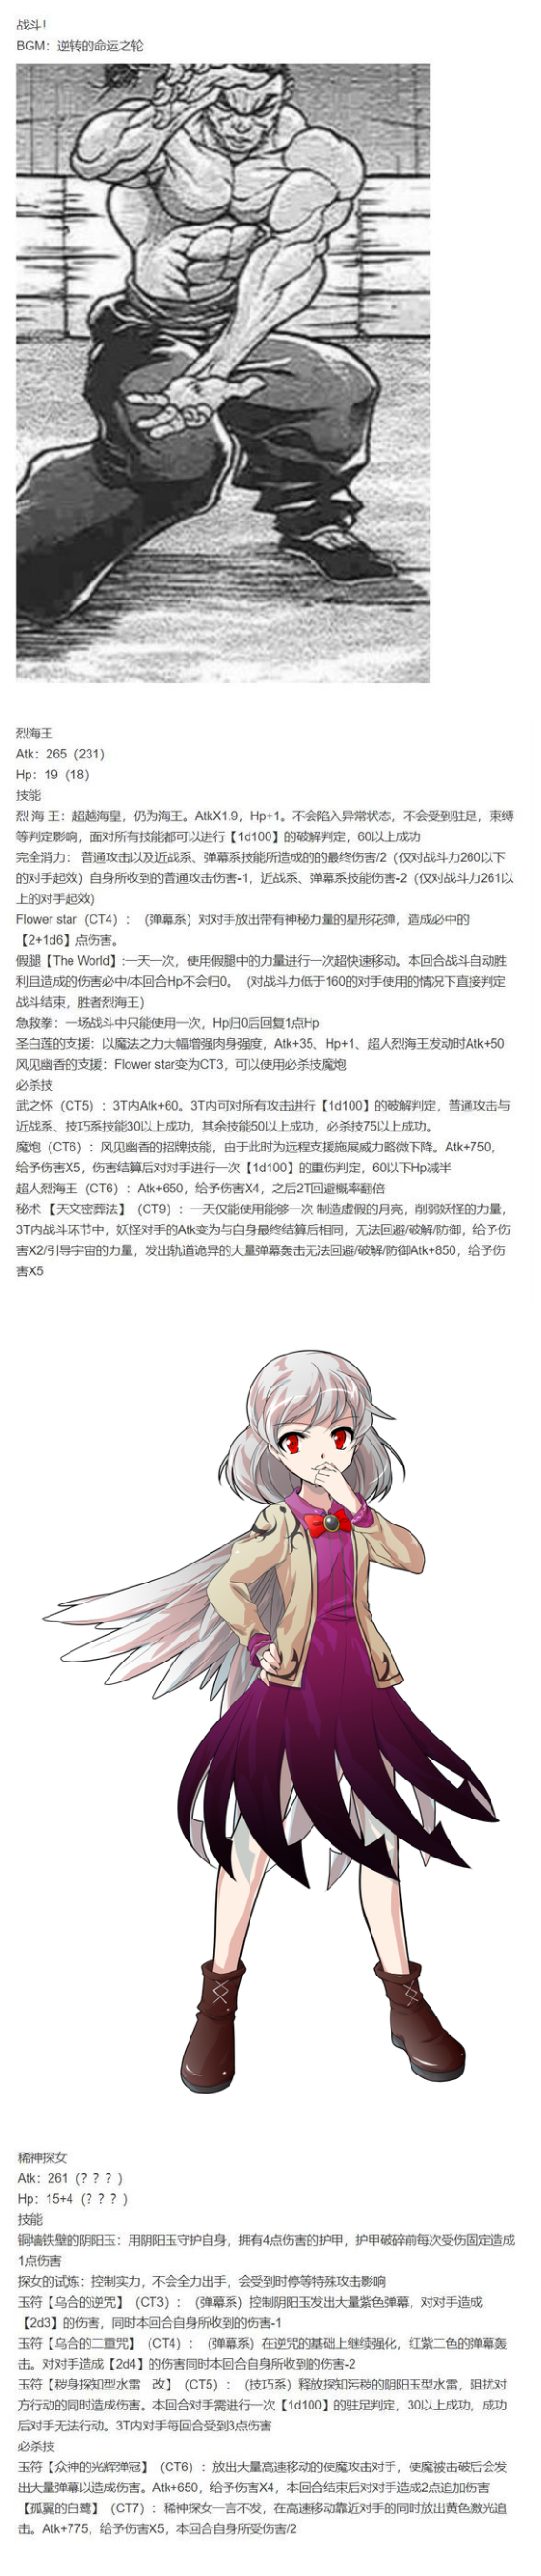 战斗！
BGM：逆转的命运之轮
烈海王
Atk：265（231）
Hp：19（18）
技能
烈 海 王：超越海皇，仍为海王。AtkX1.9，Hp+1。不会陷入异常状态，不会受到驻足，束缚
等判定影响，面对所有技能都可以进行【1d100】的破解判定，60以上成功
完全消力： 普通攻击以及近战系、弹幕系技能所造成的的最终伤害/2（仅对战斗力260以下
的对手起效）自身所收到的普通攻击伤害-1，近战系、弹幕系技能伤害-2（仅对战斗力261以
上的对手起效）
Flower star（CT4）：（弹幕系）对对手放出带有神秘力量的星形花弹，造成必中的
【2+1d6】点伤害。
假腿【The World】:一天一次，使用假腿中的力量进行一次超快速移动。本回合战斗自动胜
利且造成的伤害必中/本回合Hp不会归0。（对战斗力低于160的对手使用的情况下直接判定
战斗结束，胜者烈海王）
急救拳：一场战斗中只能使用一次，Hp归0后回复1点Hp
圣白莲的支援：以魔法之力大幅增强肉身强度，Atk+35、Hp+1、超人烈海王发动时Atk+50
风见幽香的支援：Flower star变为CT3，可以使用必杀技魔炮
必杀技
武之怀（CT5）：3T内Atk+60。3T内可对所有攻击进行【1d100】的破解判定，普通攻击与
近战系、技巧系技能30以上成功，其余技能50以上成功，必杀技75以上成功。
魔炮（CT6）：风见幽香的招牌技能，由于此时为远程支援施展威力略微下降。Atk+750，
给予伤害X5，伤害结算后对对手进行一次【1d100】的重伤判定，60以下Hp减半
超人烈海王（CT6）：Atk+650，给予伤害X4，之后2T回避概率翻倍
秘术 【天文密葬法】（CT9）：一天仅能使用能够一次 制造虚假的月亮，削弱妖怪的力量，
3T内战斗环节中，妖怪对手的Atk变为与自身最终结算后相同，无法回避/破解/防御，给予伤
害X2/引导宇宙的力量，发出轨道诡异的大量弹幕轰击无法回避/破解/防御Atk+850，给予伤
害X5
稀神探女
Atk：261（？？？）
Hp：15+4（？？？）
技能
铜墙铁壁的阴阳玉：用阴阳玉守护自身，拥有4点伤害的护甲，护甲破碎前每次受伤固定造成
1点伤害
探女的试炼：控制实力，不会全力出手，会受到时停等特殊攻击影响
玉符【乌合的逆咒】（CT3）：（弹幕系）控制阴阳玉发出大量紫色弹幕，对对手造成
【2d3】的伤害，同时本回合自身所收到的伤害-1
玉符【乌合的二重咒】（CT4）：（弹幕系）在逆咒的基础上继续强化，红紫二色的弹幕轰
击。对对手造成【2d4】的伤害同时本回合自身所收到的伤害-2
玉符【秽身探知型水雷　改】（CT5）：（技巧系）释放探知污秽的阴阳玉型水雷，阻扰对
方行动的同时造成伤害。本回合对手需进行一次【1d100】的驻足判定，30以上成功，成功
后对手无法行动。3T内对手每回合受到3点伤害
必杀技
玉符【众神的光辉弹冠】（CT6）：放出大量高速移动的使魔攻击对手，使魔被击破后会发
出大量弹幕以造成伤害。Atk+650，给予伤害X4，本回合结束后对对手造成2点追加伤害
【孤翼的白鹭】（CT7）：稀神探女一言不发，在高速移动靠近对手的同时放出黄色激光追
击。Atk+775，给予伤害X5，本回合自身所受伤害/2